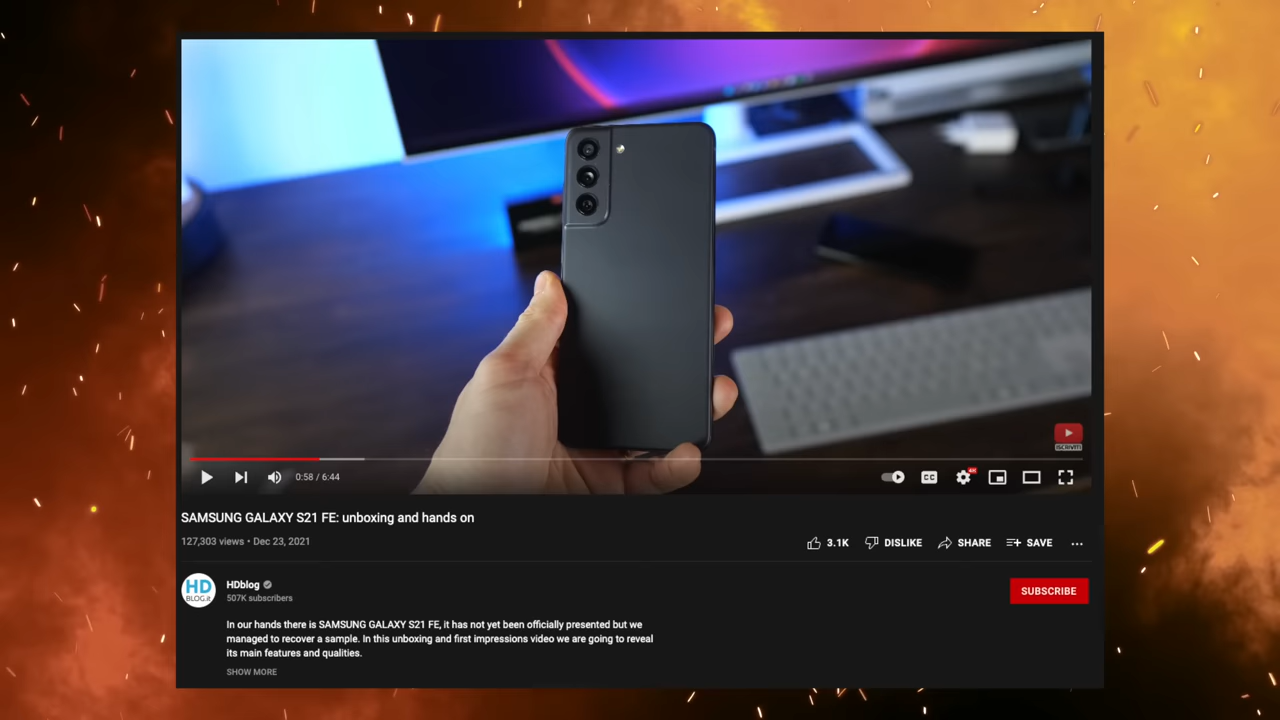 ISCRIVITI
0:58 / 6:44
CC
4K
SAMSUNG GALAXY S21 FE: unboxing and hands on
127,303 views • Dec 23, 2021
3.1K
DISLIKE
SHARE
SAVE
HD
BLOG.it
HDblog
507K subscribers
SUBSCRIBE
In our hands there is SAMSUNG GALAXY S21 FE, it has not yet been officially presented but we
managed to recover a sample. In this unboxing and first impressions video we are going to reveal
its main features and qualities.
SHOW MORE